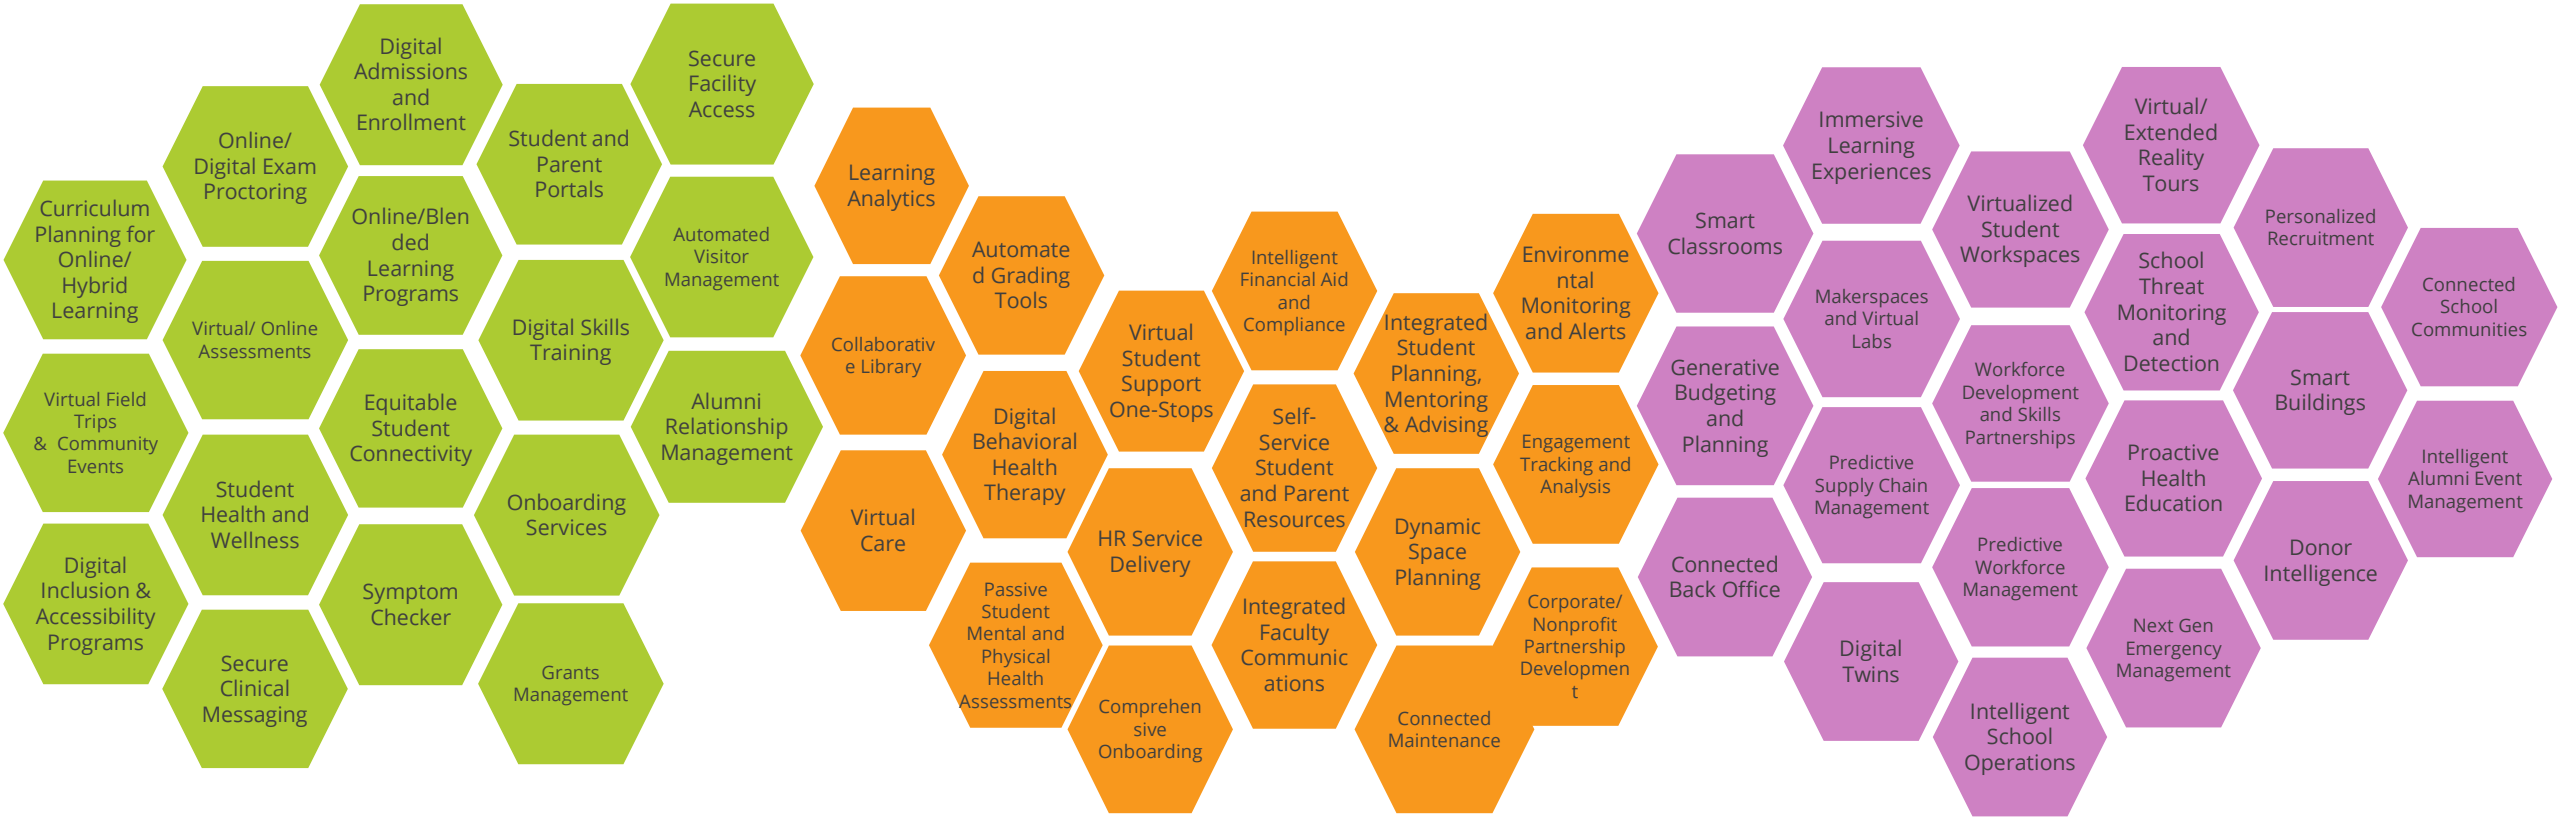 Curriculum
Planning for
Online/
Hybrid
Learning
Virtual Field
Trips
& Community
Events
Digital
Inclusion &
Accessibility
Programs
Online/
Digital Exam
Proctoring
Virtual/ Online
Assessments
Student
Health and
Wellness
Secure
Clinical
Messaging
Digital
Admissions
and
Enrollment
Online/Blen
ded
Learning
Programs
Equitable
Student
Connectivity
Symptom
Checker
Student and
Parent
Portals
Digital Skills
Training
Onboarding
Services
Grants
Management
Secure
Facility
Access
Automated
Visitor
Management
Alumni
Relationship
Management
Learning
Analytics
Collaborativ
e Library
Virtual
Care
Automate
d Grading
Tools
Digital
Behavioral
Health
Therapy
Passive
Student
Mental and
Physical
Health
Assessments
Virtual
Student
Support
One-Stops
HR Service
Delivery
Comprehen
sive
Onboarding
Intelligent
Financial Aid
and
Compliance
Self-
Service
Student
and Parent
Resources
Integrated
Faculty
Communic
ations
Integrated
Student
Planning,
Mentoring
& Advising
Dynamic
Space
Planning
Connected
Maintenance
Environme
ntal
Monitoring
and Alerts
Engagement
Tracking and
Analysis
Corporate/
Nonprofit
Partnership
Developmen
t
Smart
Classrooms
Generative
Budgeting
and
Planning
Connected
Back Office
Immersive
Learning
Experiences
Makerspaces
and Virtual
Labs
Predictive
Supply Chain
Management
Digital
Twins
Virtualized
Student
Workspaces
Workforce
Development
and Skills
Partnerships
Predictive
Workforce
Management
Intelligent
School
Operations
Virtual/
Extended
Reality
Tours
School
Threat
Monitoring
and
Detection
Proactive
Health
Education
Next Gen
Emergency
Management
Personalized
Recruitment
Smart
Buildings
Donor
Intelligence
Connected
School
Communities
Intelligent
Alumni Event
Management